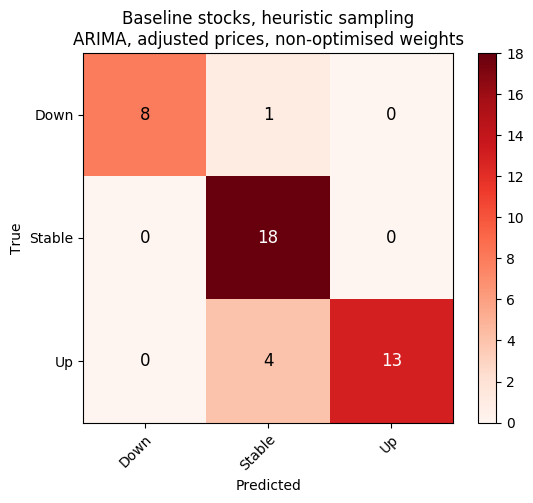 Baseline stocks, heuristic sampling
ARIMA, adjusted prices, non-optimised weights
18
16
14
12
10
8
6
4
2
0
True
Down
8
1
0
Stable
0
18
0
Up
0
4
13
Down
Stable
Up
Predicted